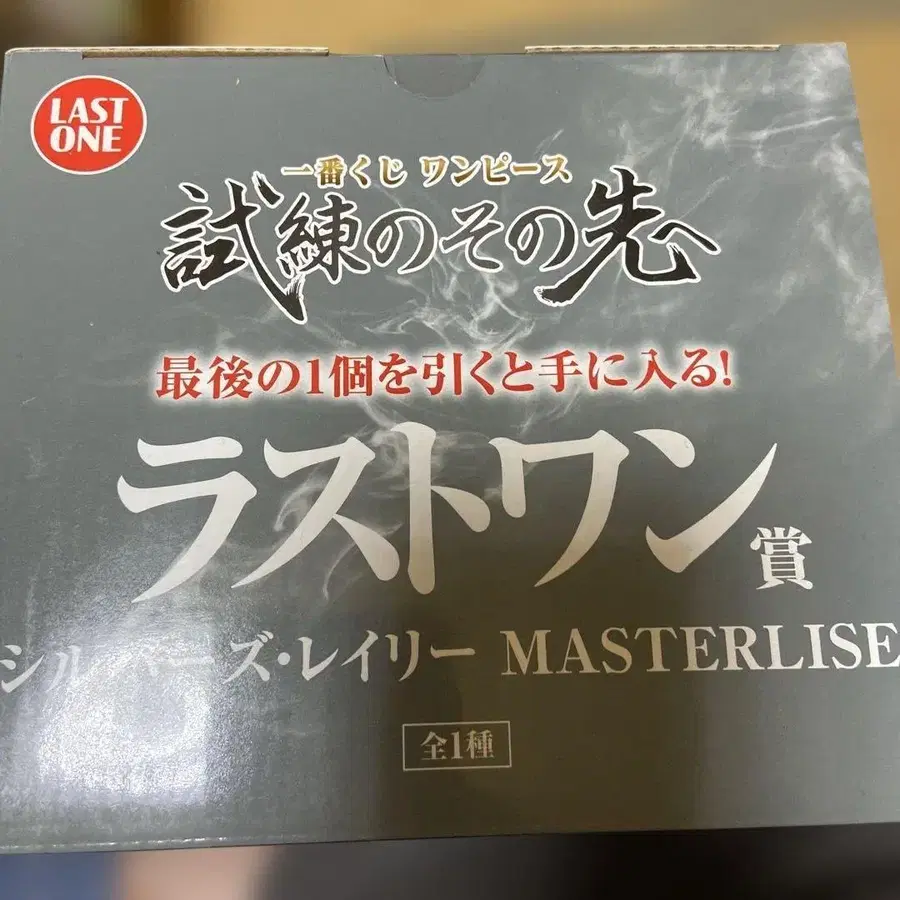 LAST
ONE
一番くじ ワンピース
試練のその先へ
最後の1個を引くと手に入る!
ラストワン賞
シルバーズ・レイリー MASTERLISE
全1種